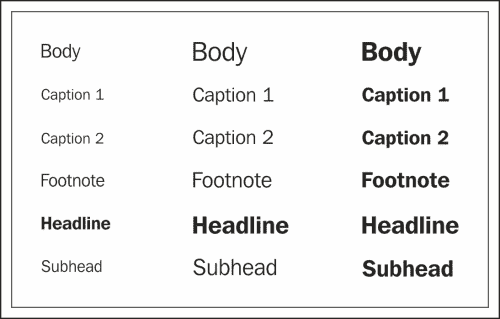 Body Body Body
Caption 1 Caption 1 Caption 1
Caption 2 Caption 2 Caption 2
Footnote Footnote Footnote
Headline Headline Headline
Subhead Subhead Subhead